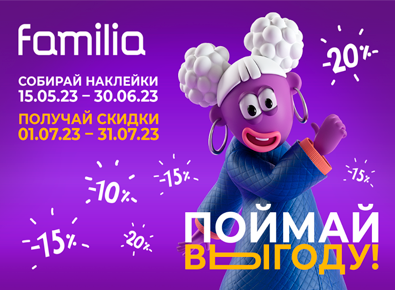 familia
СОБИРАЙ НАКЛЕЙКИ
15.05.23 – 30.06.23
ПОЛУЧАЙ СКИДКИ
01.07.23 – 31.07.23
-20%
-15%
-10%
-15%
-15%
-20%
ПОЙМАЙ
ВЫГОДУ!